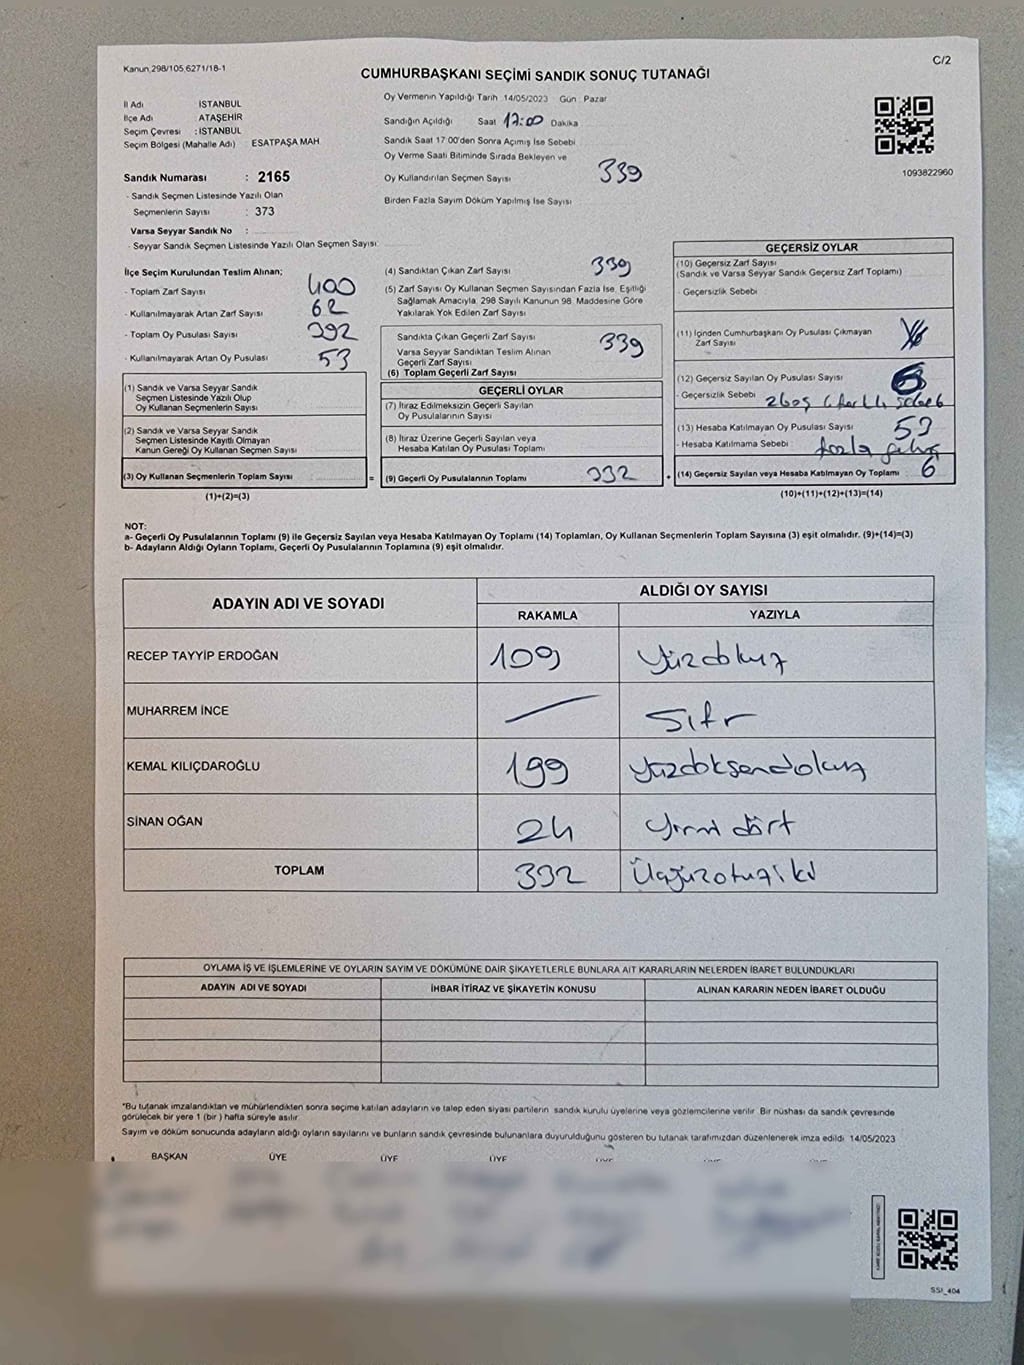 Kanun 298/105,6271/18-1
C/2
CUMHURBAŞKANI SEÇİMİ SANDIK SONUÇ TUTANAĞI
İl Adı İSTANBUL
İlçe Adı ATAŞEHİR
Seçim Çevresi : İSTANBUL
Seçim Bölgesi (Mahalle Adı) ESATPAŞA MAH
Sandık Numarası : 2165
- Sandık Seçmen Listesinde Yazılı Olan
Seçmenlerin Sayısı : 373
Varsa Seyyar Sandık No :
- Seyyar Sandık Seçmen Listesinde Yazılı Olan Seçmen Sayısı:
Oy Vermenin Yapıldığı Tarih 14/05/2023 Gün : Pazar
Sandığın Açıldığı Saat 17:00 Dakika
Sandık Saat 17:00'den Sonra Açımış İse Sebebi
Oy Verme Saati Bitiminde Sırada Bekleyen ve
Oy Kullandırılan Seçmen Sayısı 339
Birden Fazla Sayım Döküm Yapılmış İse Sayısı
1093822960
İlçe Seçim Kurulundan Teslim Alınan;
- Toplam Zarf Sayısı 400
- Kullanılmayarak Artan Zarf Sayısı 62
- Toplam Oy Pusulası Sayısı 392
- Kullanılmayarak Artan Oy Pusulası 53
(1) Sandık ve Varsa Seyyar Sandık
Seçmen Listesinde Yazılı Olup
Oy Kullanan Seçmenlerin Sayısı
(2) Sandık ve Varsa Seyyar Sandık
Seçmen Listesinde Kayıtlı Olmayan
Kanun Gereği Oy Kullanan Seçmen Sayısı
(3) Oy Kullanan Seçmenlerin Toplam Sayısı =
(1)+(2)=(3)
(4) Sandıktan Çıkan Zarf Sayısı 339
(5) Zarf Sayısı Oy Kullanan Seçmen Sayısından Fazla İse, Eşitliği
Sağlamak Amacıyla, 298 Sayılı Kanunun 98. Maddesine Göre
Yakılarak Yok Edilen Zarf Sayısı
Sandıkta Çıkan Geçerli Zarf Sayısı 339
Varsa Seyyar Sandıktan Teslim Alınan
Geçerli Zarf Sayısı
(6) Toplam Geçerli Zarf Sayısı
GEÇERLİ OYLAR
(7) İtiraz Edilmeksizin Geçerli Sayılan
Oy Pusulalarının Sayısı
(8) İtiraz Üzerine Geçerli Sayılan veya
Hesaba Katılan Oy Pusulası Toplamı
(9) Geçerli Oy Pusulalarının Toplamı 332 +
GEÇERSİZ OYLAR
(10) Geçersiz Zarf Sayısı
(Sandık ve Varsa Seyyar Sandık Geçersiz Zarf Toplamı)
- Geçersizlik Sebebi :
(11) İçinden Cumhurbaşkanı Oy Pusulası Çıkmayan
Zarf Sayısı
(12) Geçersiz Sayılan Oy Pusulası Sayısı
- Geçersizlik Sebebi 2 boş
(13) Hesaba Katılmayan Oy Pusulası Sayısı : 53
- Hesaba Katılmama Sebebi : fazla
(14) Geçersiz Sayılan veya Hesaba Katılmayan Oy Toplamı : 6
(10)+(11)+(12)+(13)=(14)
NOT:
a- Geçerli Oy Pusulalarının Toplamı (9) ile Geçersiz Sayılan veya Hesaba Katılmayan Oy Toplamı (14) Toplamları, Oy Kullanan Seçmenlerin Toplam Sayısına (3) eşit olmalıdır. (9)+(14)=(3)
b- Adayların Aldığı Oyların Toplamı, Geçerli Oy Pusulalarının Toplamına (9) eşit olmalıdır.
ADAYIN ADI VE SOYADI
ALDIĞI OY SAYISI
RAKAMLA YAZIYLA
RECEP TAYYİP ERDOĞAN 109 Yüzdokuz
MUHARREM İNCE — Sıfır
KEMAL KILIÇDAROĞLU 199 Yüzdoksandokuz
SİNAN OĞAN 24 Yirmi dört
TOPLAM 332 Üçyüzotuziki
OYLAMA İŞ VE İŞLEMLERİNE VE OYLARIN SAYIM VE DÖKÜMÜNE DAİR ŞİKAYETLERLE BUNLARA AİT KARARLARIN NELERDEN İBARET BULUNDUKLARI
ADAYIN ADI VE SOYADI İHBAR İTİRAZ VE ŞİKAYETİN KONUSU ALINAN KARARIN NEDEN İBARET OLDUĞU
"Bu tutanak imzalandıktan ve mühürlendikten sonra seçime katılan adayların ve talep eden siyasi partilerin sandık kurulu üyelerine veya gözlemcilerine verilir. Bir nüshası da sandık çevresinde
görülecek bir yere 1 (bir ) hafta süreyle asılır.
Sayım ve döküm sonucunda adayların aldığı oyların sayılarını ve bunların sandık çevresinde bulunanlara duyurulduğunu gösteren bu tutanak tarafımızdan düzenlenerek imza edildi 14/05/2023
BAŞKAN ÜYE ÜYE ÜYE
SSI_404